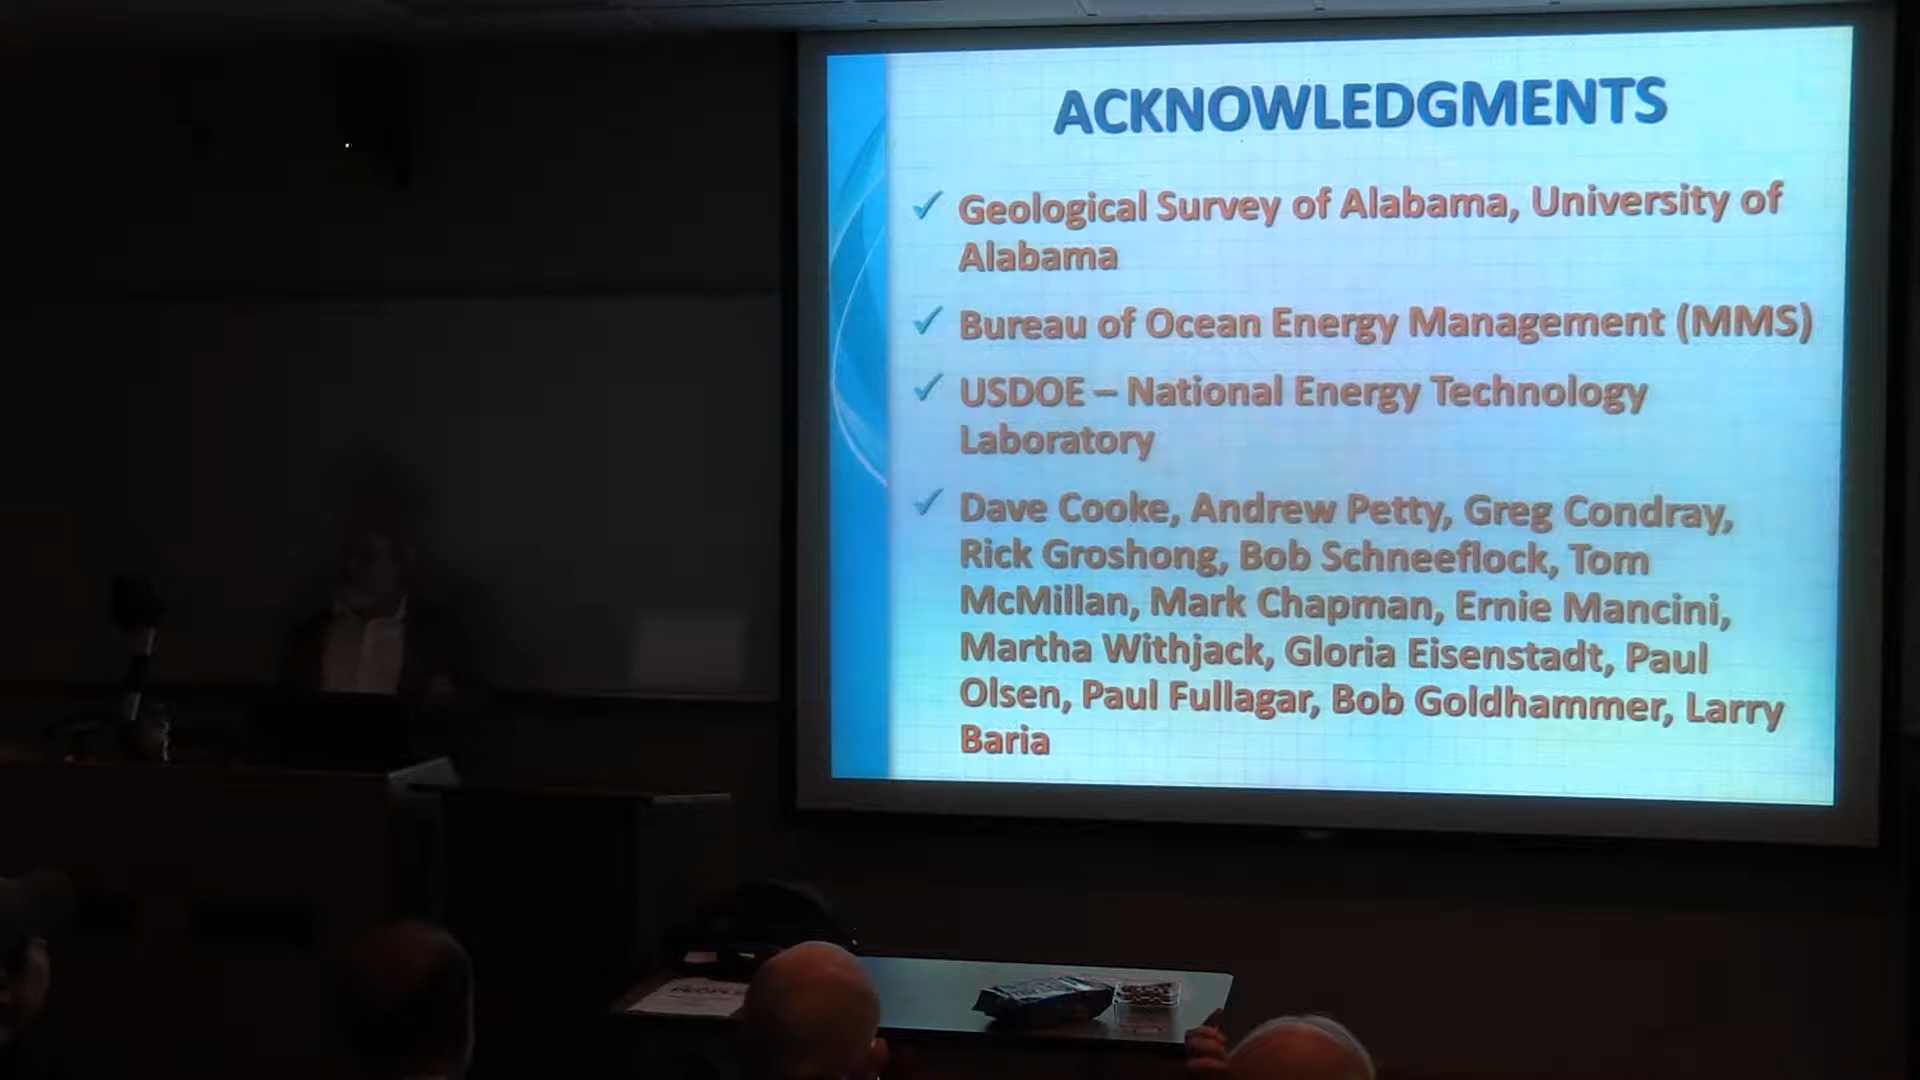 ACKNOWLEDGMENTS
✓ Geological Survey of Alabama, University of
Alabama
✓ Bureau of Ocean Energy Management (MMS)
✓ USDOE – National Energy Technology
Laboratory
✓ Dave Cooke, Andrew Petty, Greg Condray,
Rick Groshong, Bob Schneeflock, Tom
McMillan, Mark Chapman, Ernie Mancini,
Martha Withjack, Gloria Eisenstadt, Paul
Olsen, Paul Fullagar, Bob Goldhammer, Larry
Baria